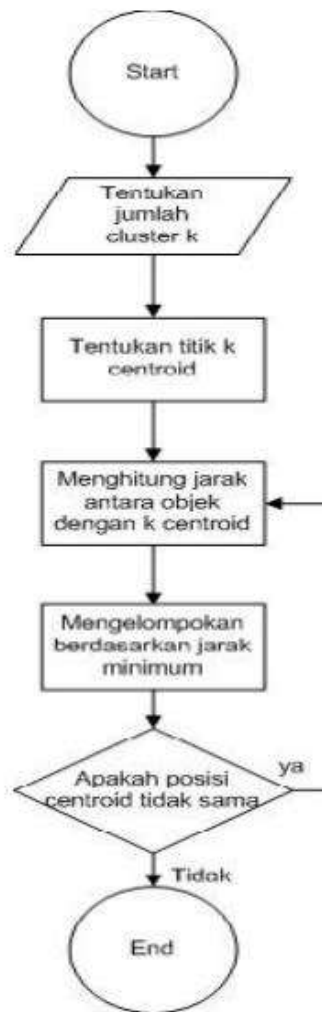 Start
Tentukan
jumlah
cluster k
Tentukan titik k
centroid
Menghitung jarak
antara objek
dengan k centroid
Mengelompokan
berdasarkan jarak
minimum
Apakah posisi
centroid tidak sama
ya
Tidak
End